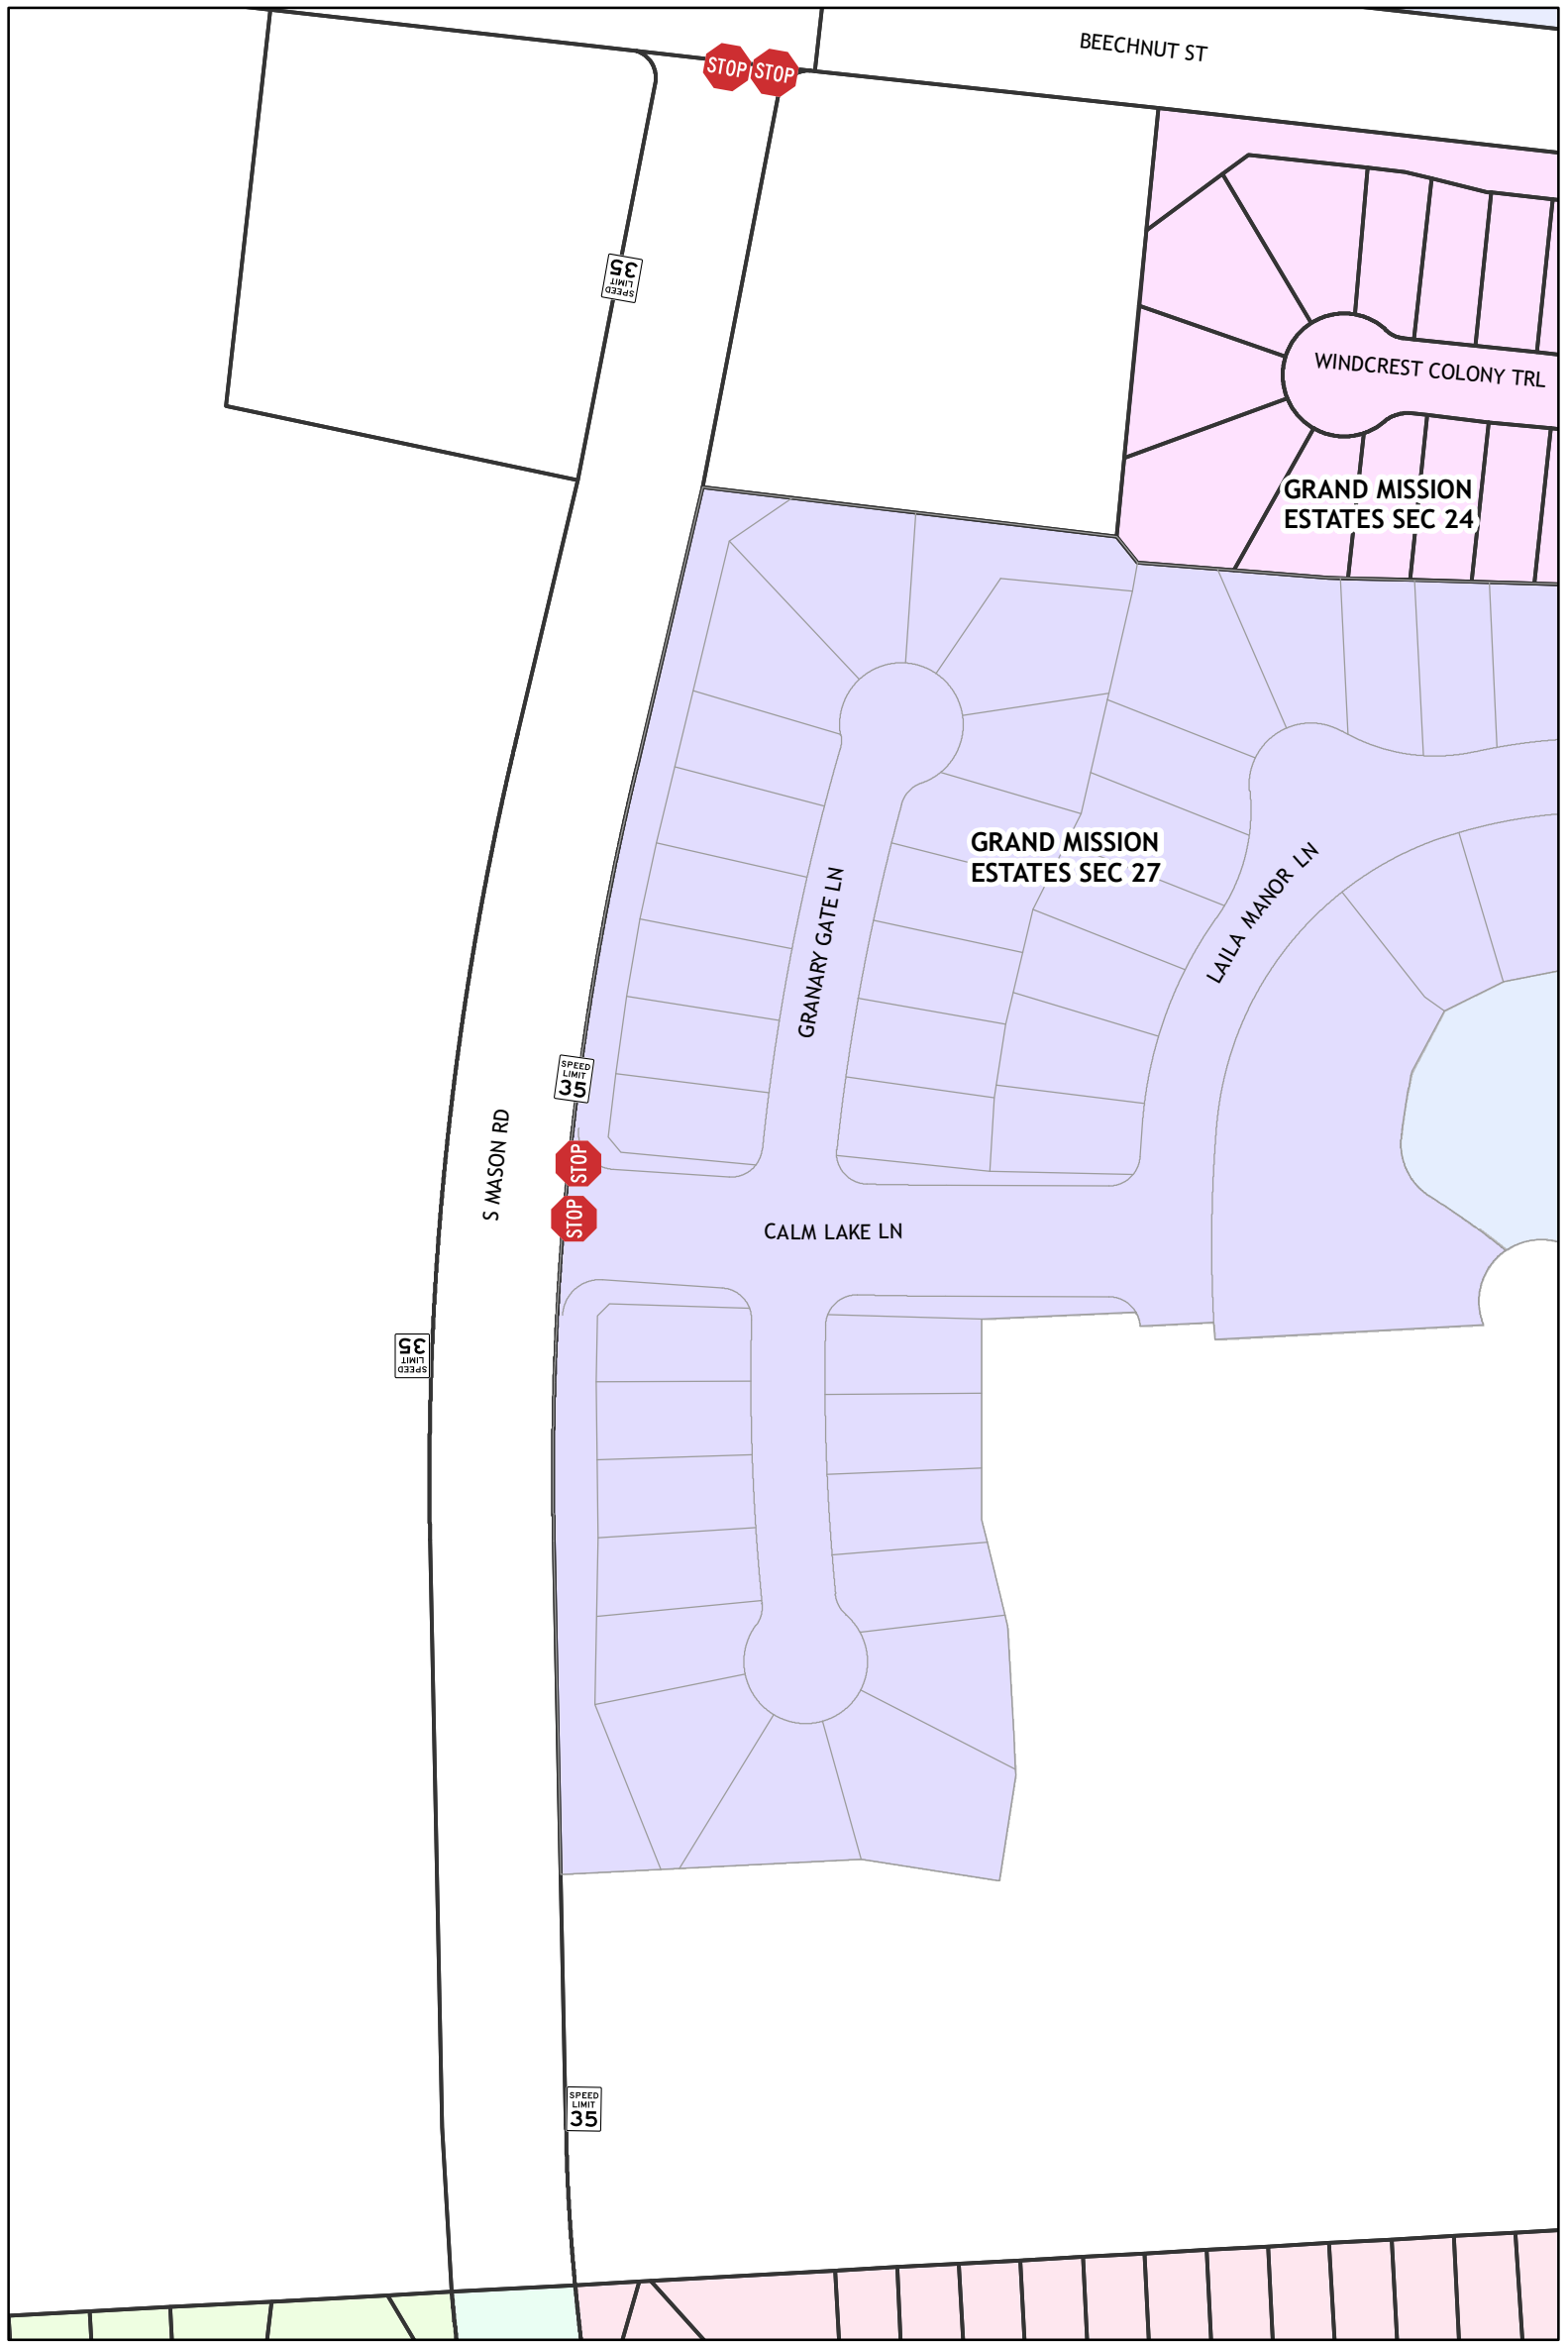 BEECHNUT ST
STOP
STOP
SPEED
LIMIT
35
WINDCREST COLONY TRL
GRAND MISSION
ESTATES SEC 24
GRAND MISSION
ESTATES SEC 27
LAILA MANOR LN
GRANARY GATE LN
SPEED
LIMIT
35
S MASON RD
STOP
STOP
CALM LAKE LN
SPEED
LIMIT
35
SPEED
LIMIT
35